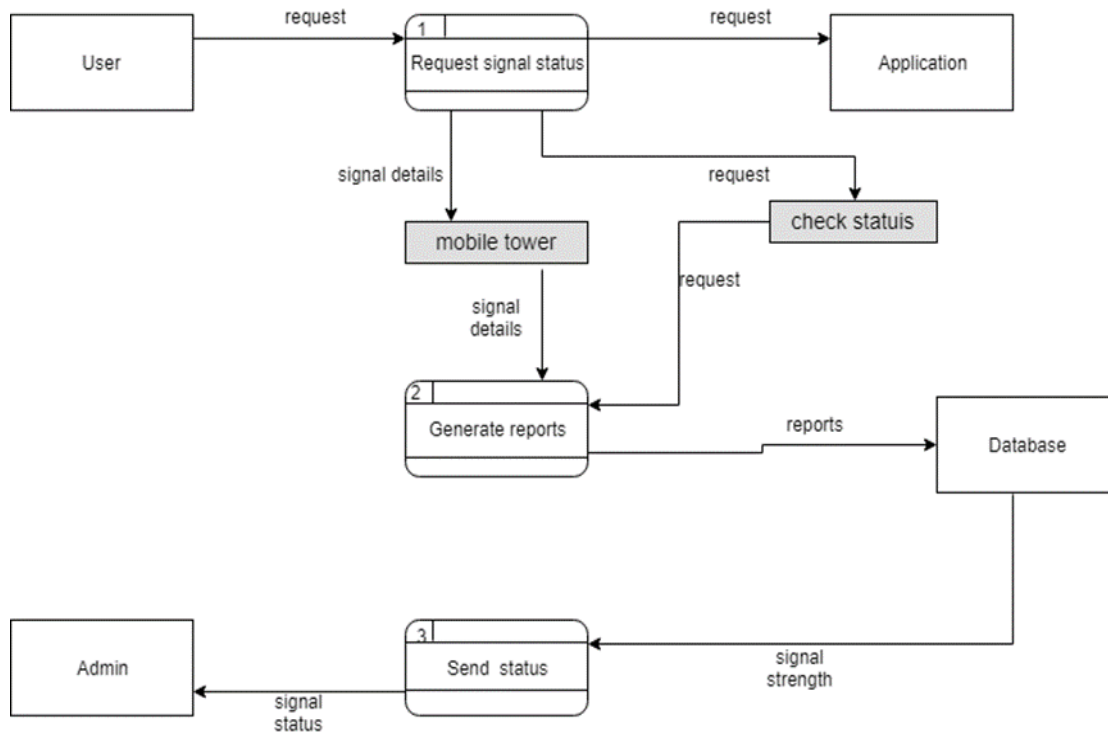 request
request
1
User
Request signal status
Application
signal details
request
check statuis
mobile tower
request
signal
details
2
Generate reports
reports
Database
3
Admin
Send status
signal
strength
signal
status